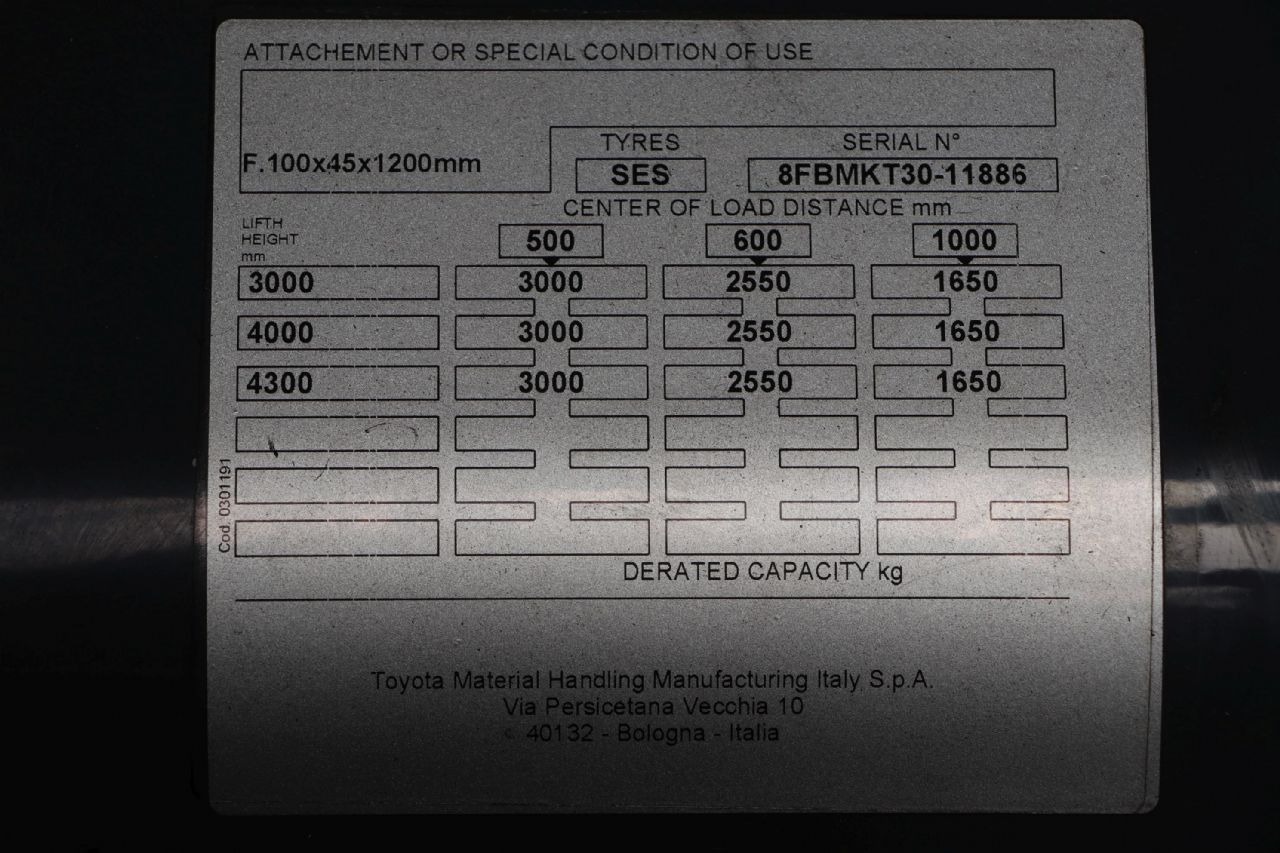 ATTACHEMENT OR SPECIAL CONDITION OF USE
F.100x45x1200mm
TYRES
SES
SERIAL N°
8FBMKT30-11886
CENTER OF LOAD DISTANCE mm
LIFTH
HEIGHT
mm
500 600 1000
3000 3000 2550 1650
4000 3000 2550 1650
4300 3000 2550 1650
Cod. 0301191
DERATED CAPACITY kg
Toyota Material Handling Manufacturing Italy S.p.A.
Via Persicetana Vecchia 10
40132 - Bologna - Italia